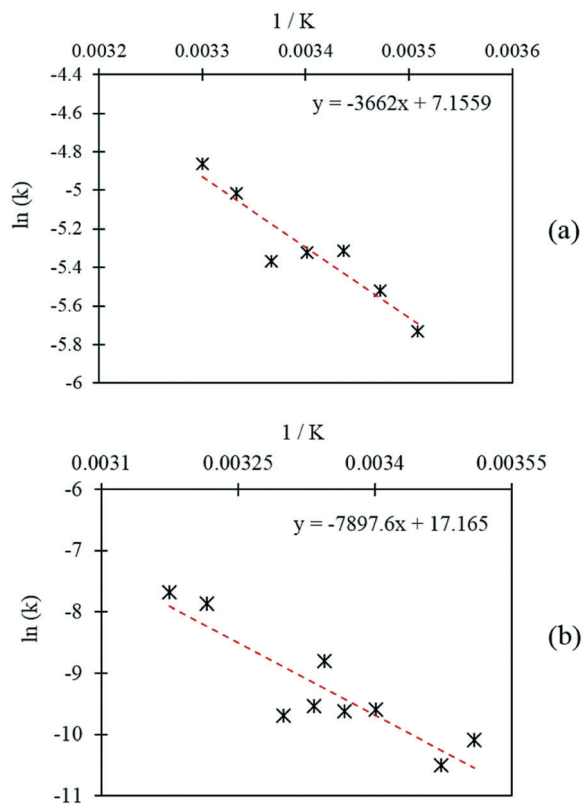 1 / K
0.0032 0.0033 0.0034 0.0035 0.0036
-4.4
y = -3662x + 7.1559
-4.6
-4.8
-5
ln (k)
-5.2
(a)
-5.4
-5.6
-5.8
-6
1 / K
0.0031 0.00325 0.0034 0.00355
-6
y = -7897.6x + 17.165
-7
-8
ln (k)
(b)
-9
-10
-11